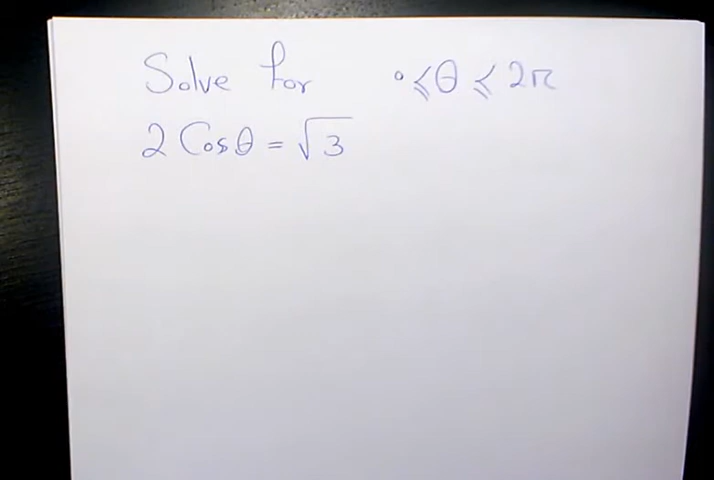 Solve for 0 ≤ θ ≤ 2π
2 Cos θ = √3